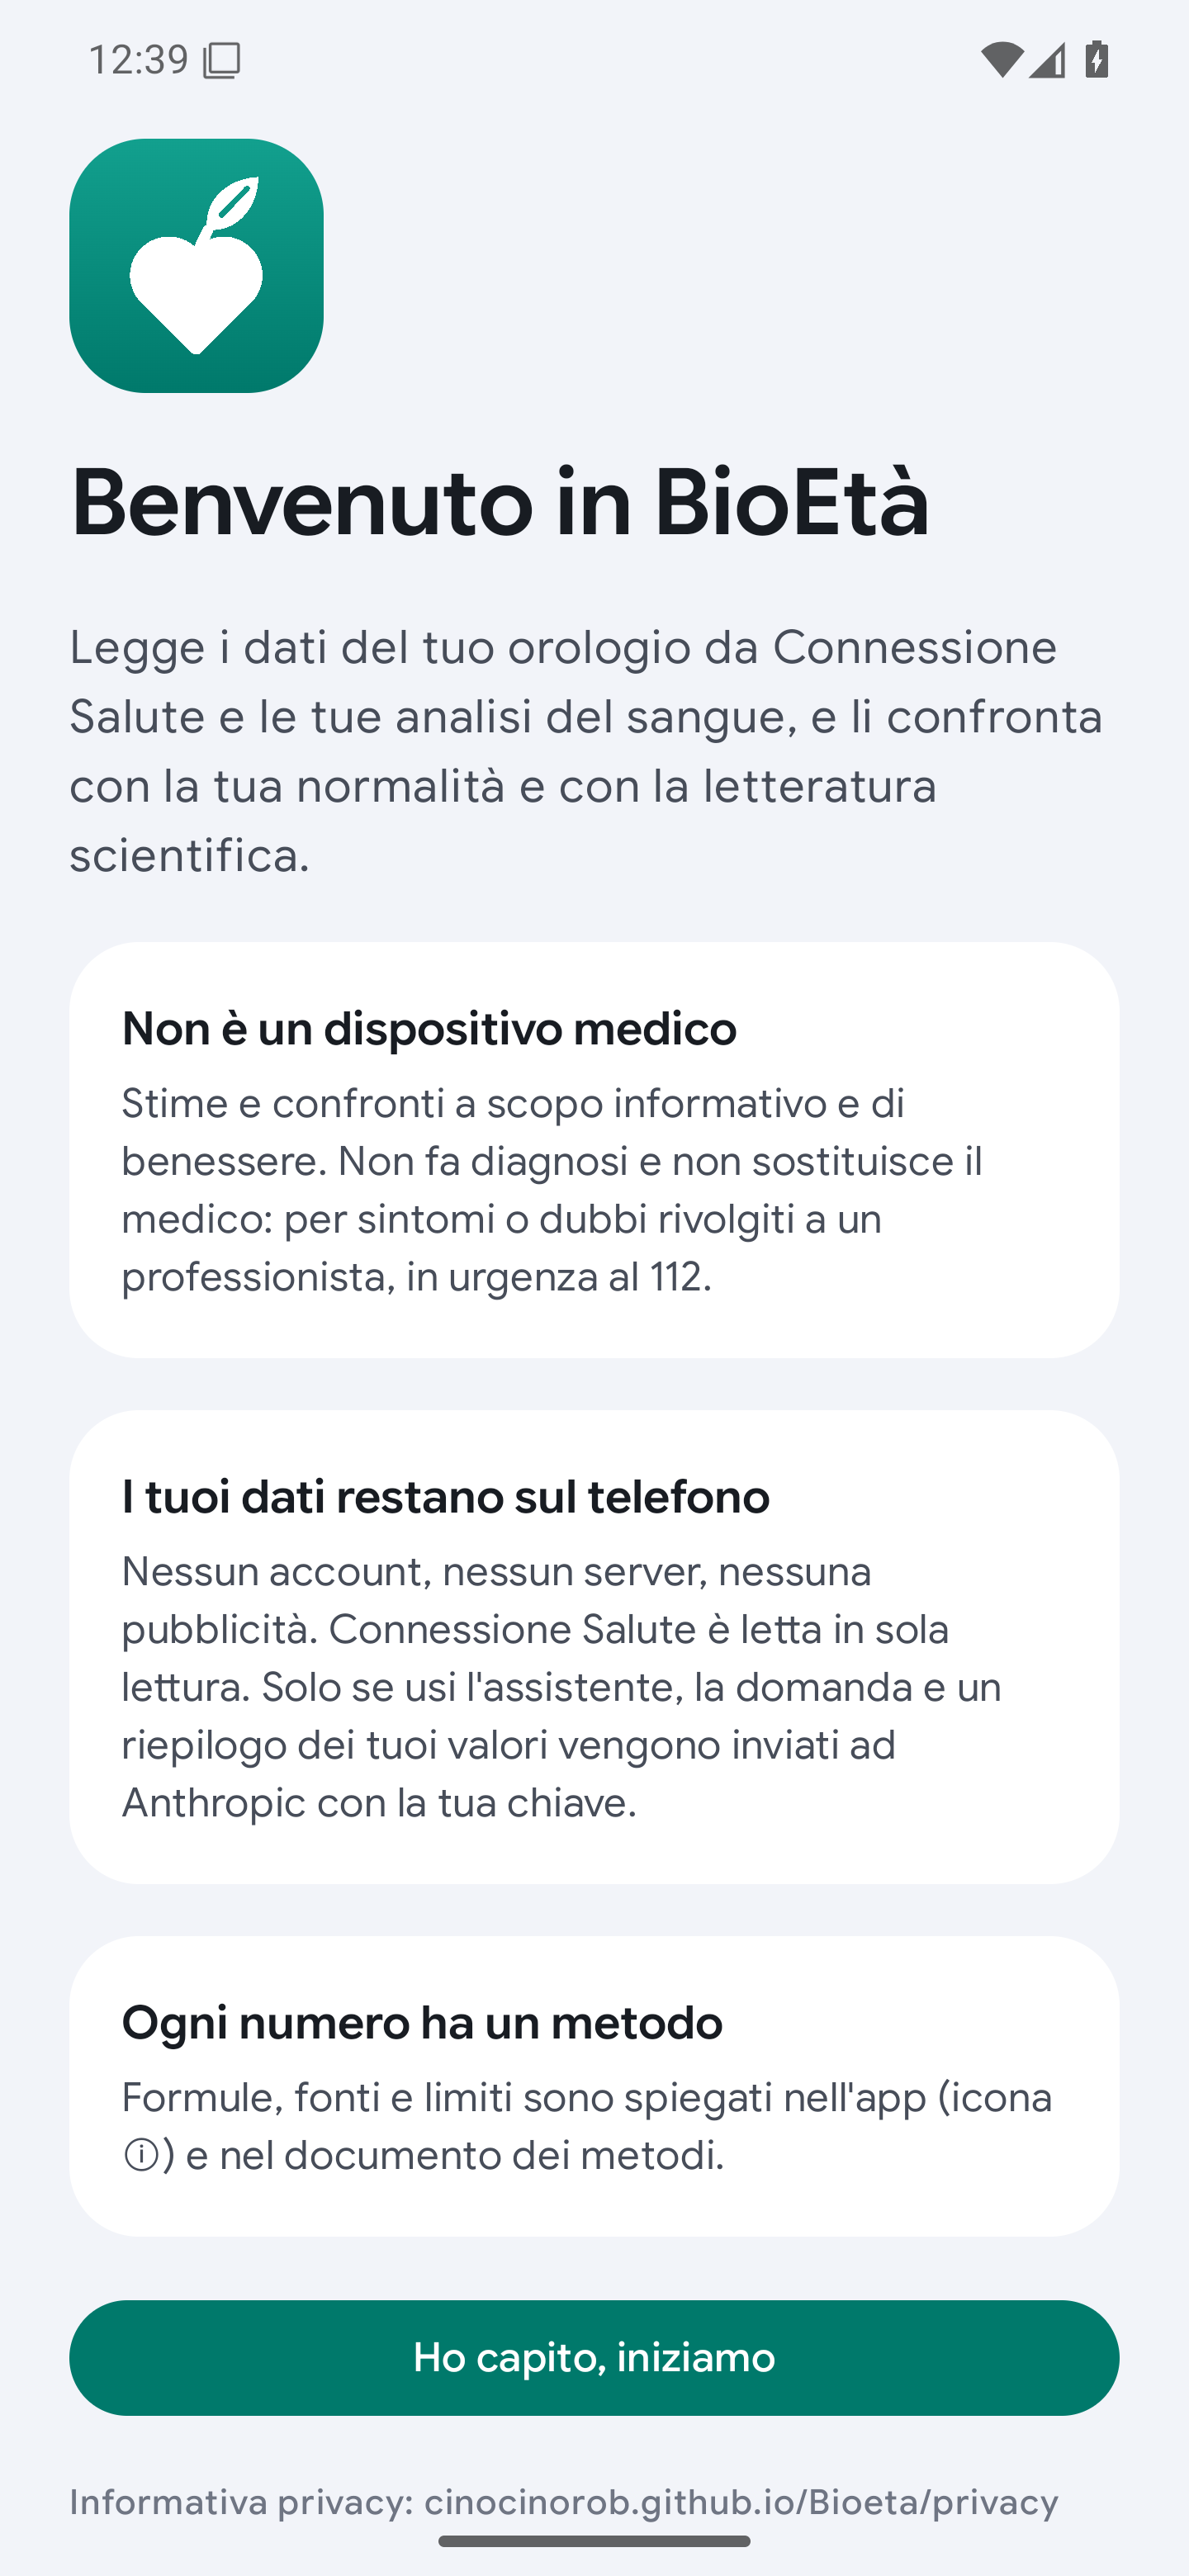 12:39
Benvenuto in BioEtà
Legge i dati del tuo orologio da Connessione
Salute e le tue analisi del sangue, e li confronta
con la tua normalità e con la letteratura
scientifica.
Non è un dispositivo medico
Stime e confronti a scopo informativo e di
benessere. Non fa diagnosi e non sostituisce il
medico: per sintomi o dubbi rivolgiti a un
professionista, in urgenza al 112.
I tuoi dati restano sul telefono
Nessun account, nessun server, nessuna
pubblicità. Connessione Salute è letta in sola
lettura. Solo se usi l'assistente, la domanda e un
riepilogo dei tuoi valori vengono inviati ad
Anthropic con la tua chiave.
Ogni numero ha un metodo
Formule, fonti e limiti sono spiegati nell'app (icona
ⓘ) e nel documento dei metodi.
Ho capito, iniziamo
Informativa privacy: cinocinorob.github.io/Bioeta/privacy